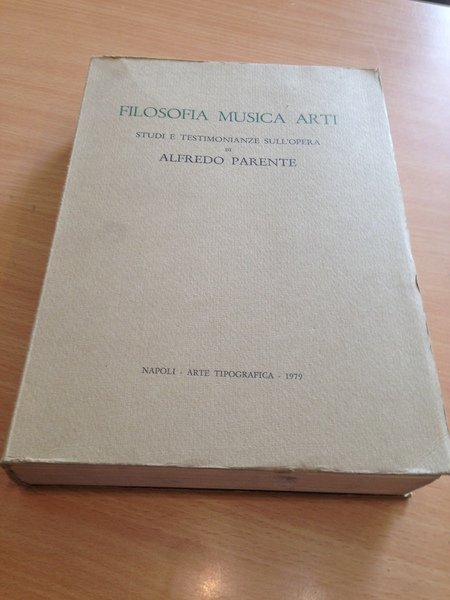 FILOSOFIA MUSICA ARTI
STUDI E TESTIMONIANZE SULL'OPERA
DI
ALFREDO PARENTE
NAPOLI - ARTE TIPOGRAFICA - 1979